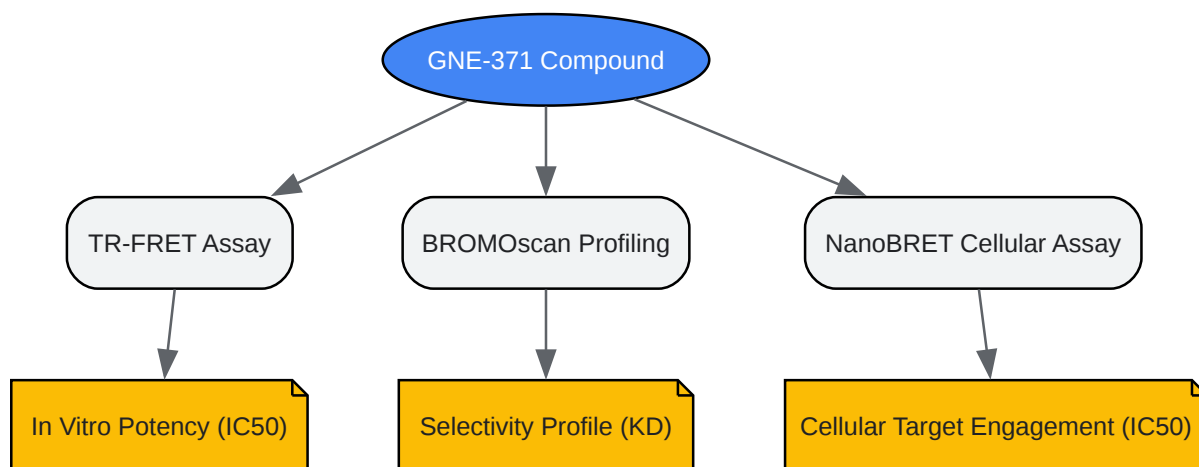 GNE-371 Compound
TR-FRET Assay
BROMOscan Profiling
NanoBRET Cellular Assay
In Vitro Potency (IC50)
Selectivity Profile (KD)
Cellular Target Engagement (IC50)